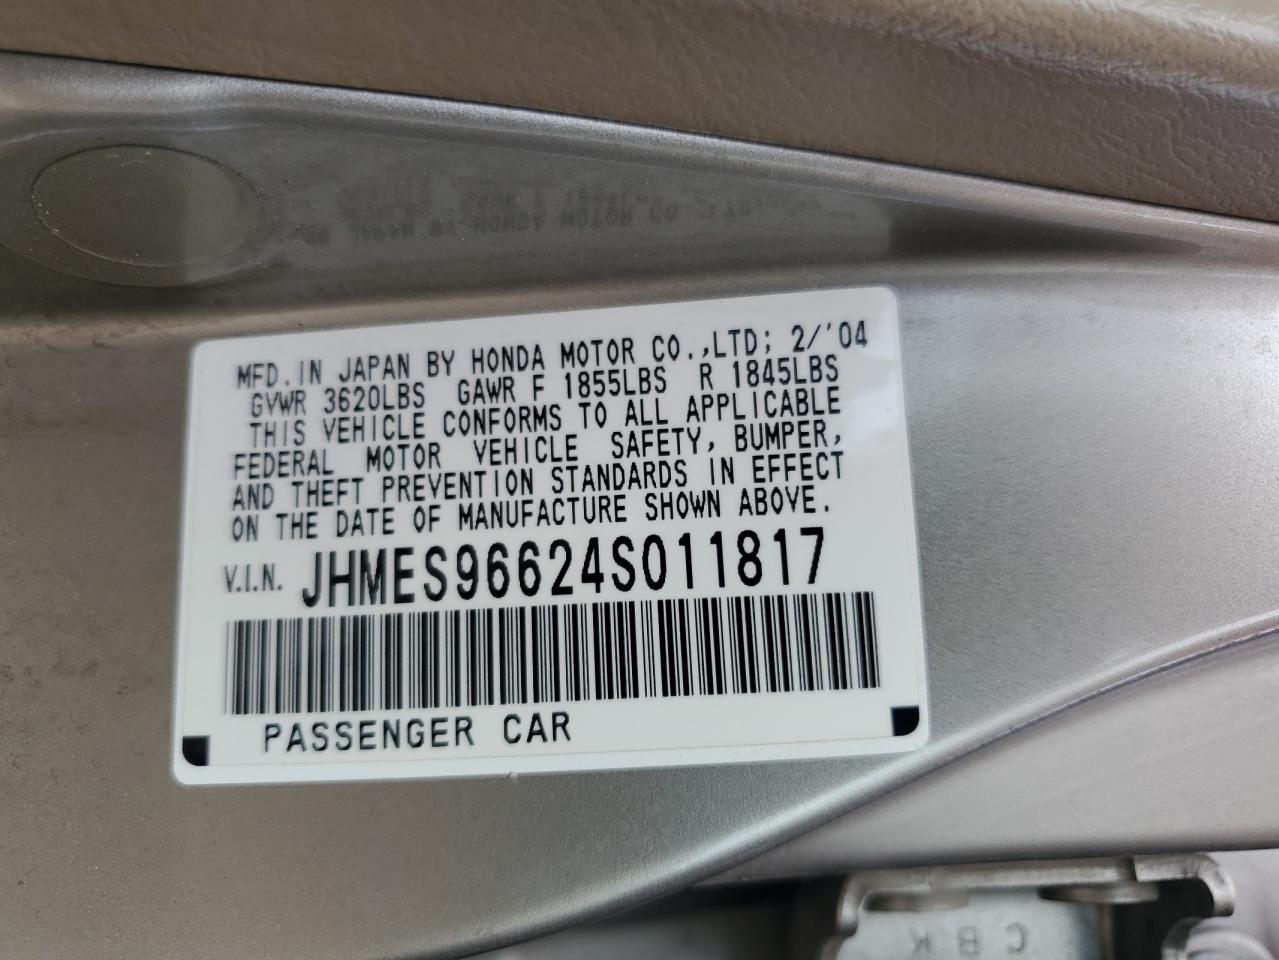 MFD. IN JAPAN BY HONDA MOTOR CO.,LTD; 2/'04
GVWR 3620LBS GAWR F 1855LBS R 1845LBS
THIS VEHICLE CONFORMS TO ALL APPLICABLE
FEDERAL MOTOR VEHICLE SAFETY, BUMPER,
AND THEFT PREVENTION STANDARDS IN EFFECT
ON THE DATE OF MANUFACTURE SHOWN ABOVE.
V.I.N. JHMES96624S011817
PASSENGER CAR
CBK